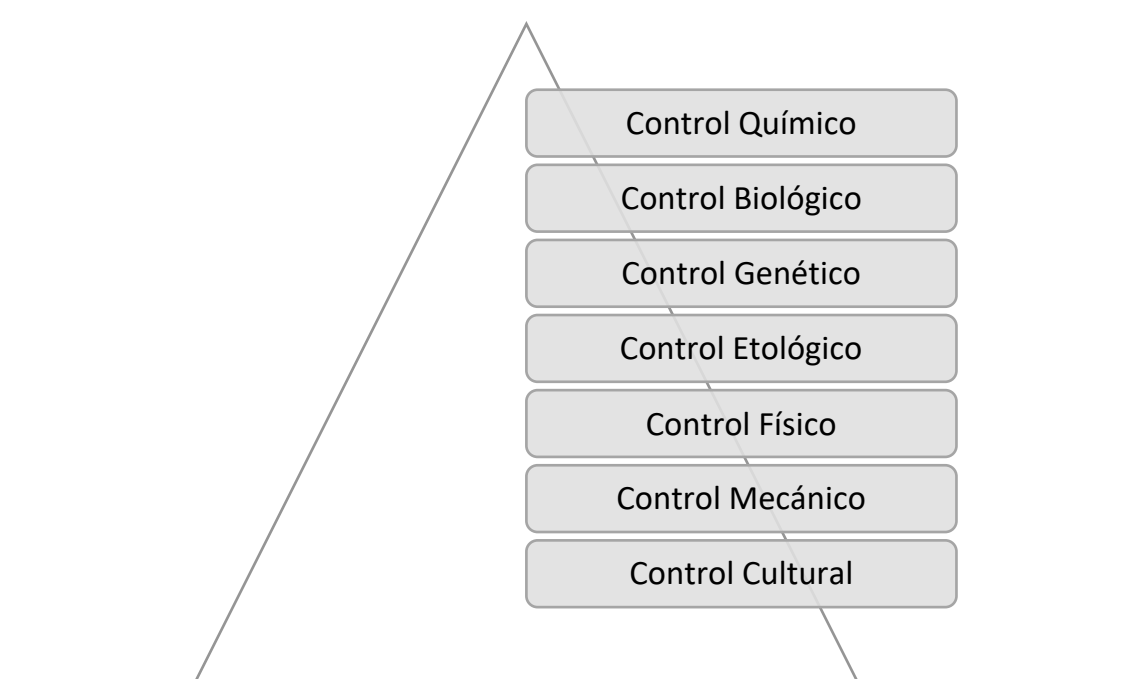 Control Químico
Control Biológico
Control Genético
Control Etológico
Control Físico
Control Mecánico
Control Cultural